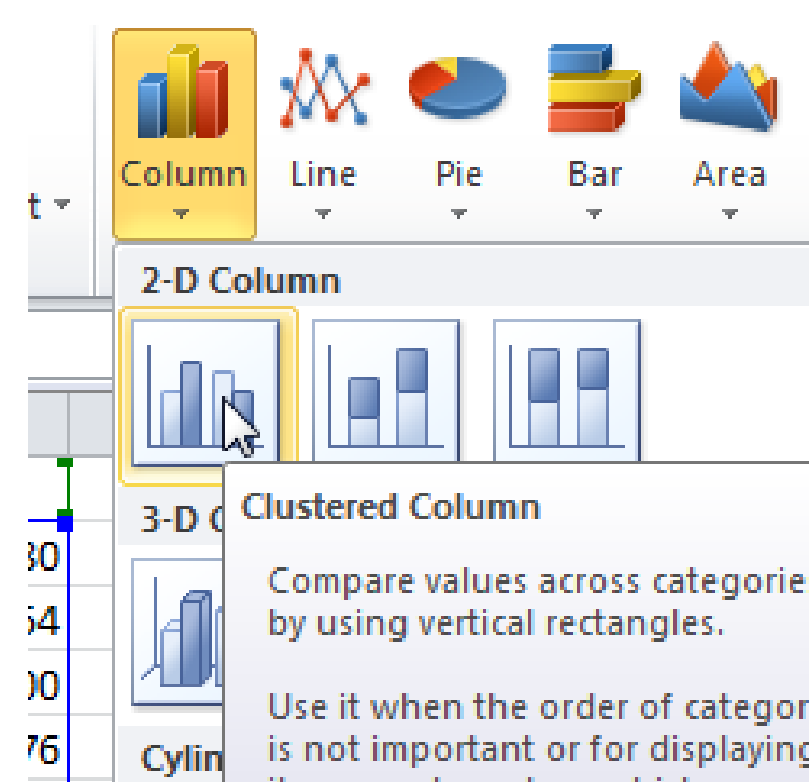 Column Line Pie Bar Area
t
2-D Column
Clustered Column
3-D C
30
Compare values across categorie
54
by using vertical rectangles.
00
Use it when the order of categor
76
Cylin
is not important or for displaying